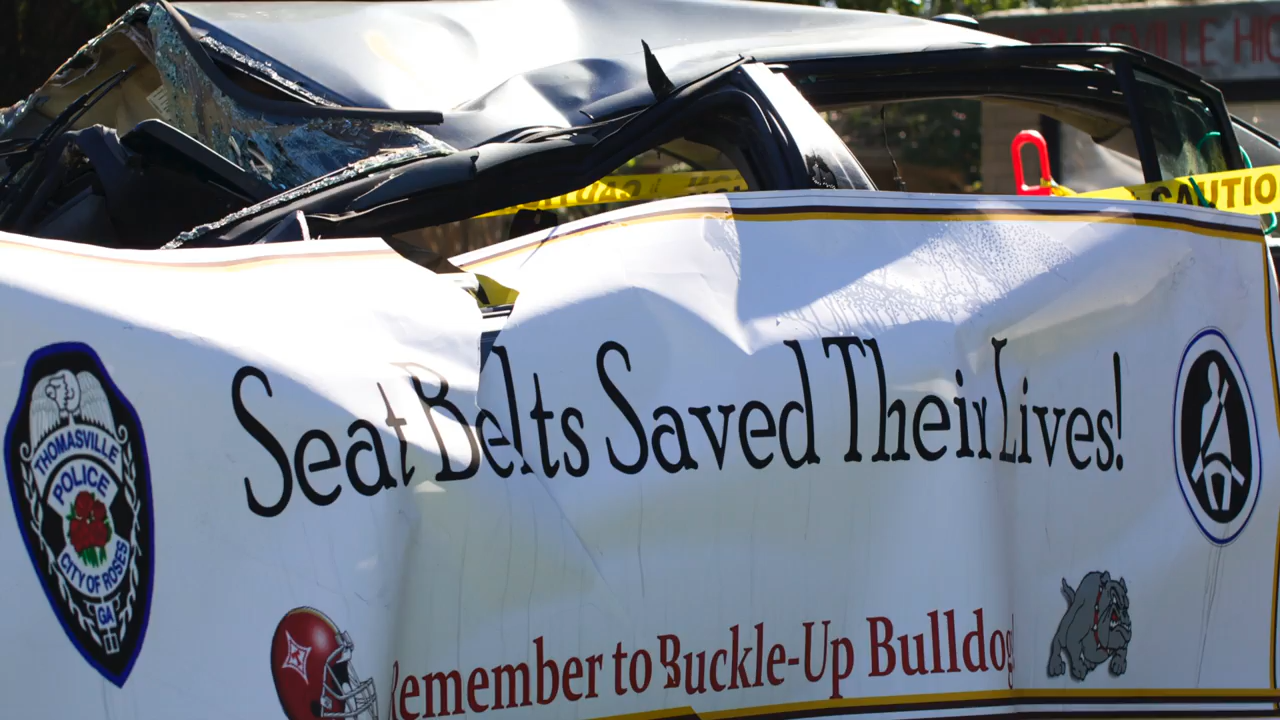 CAUTIO
Seat Belts Saved Their Lives!
THOMASVILLE
POLICE
CITY OF ROSES
GA
Remember to Buckle-Up Bulldog